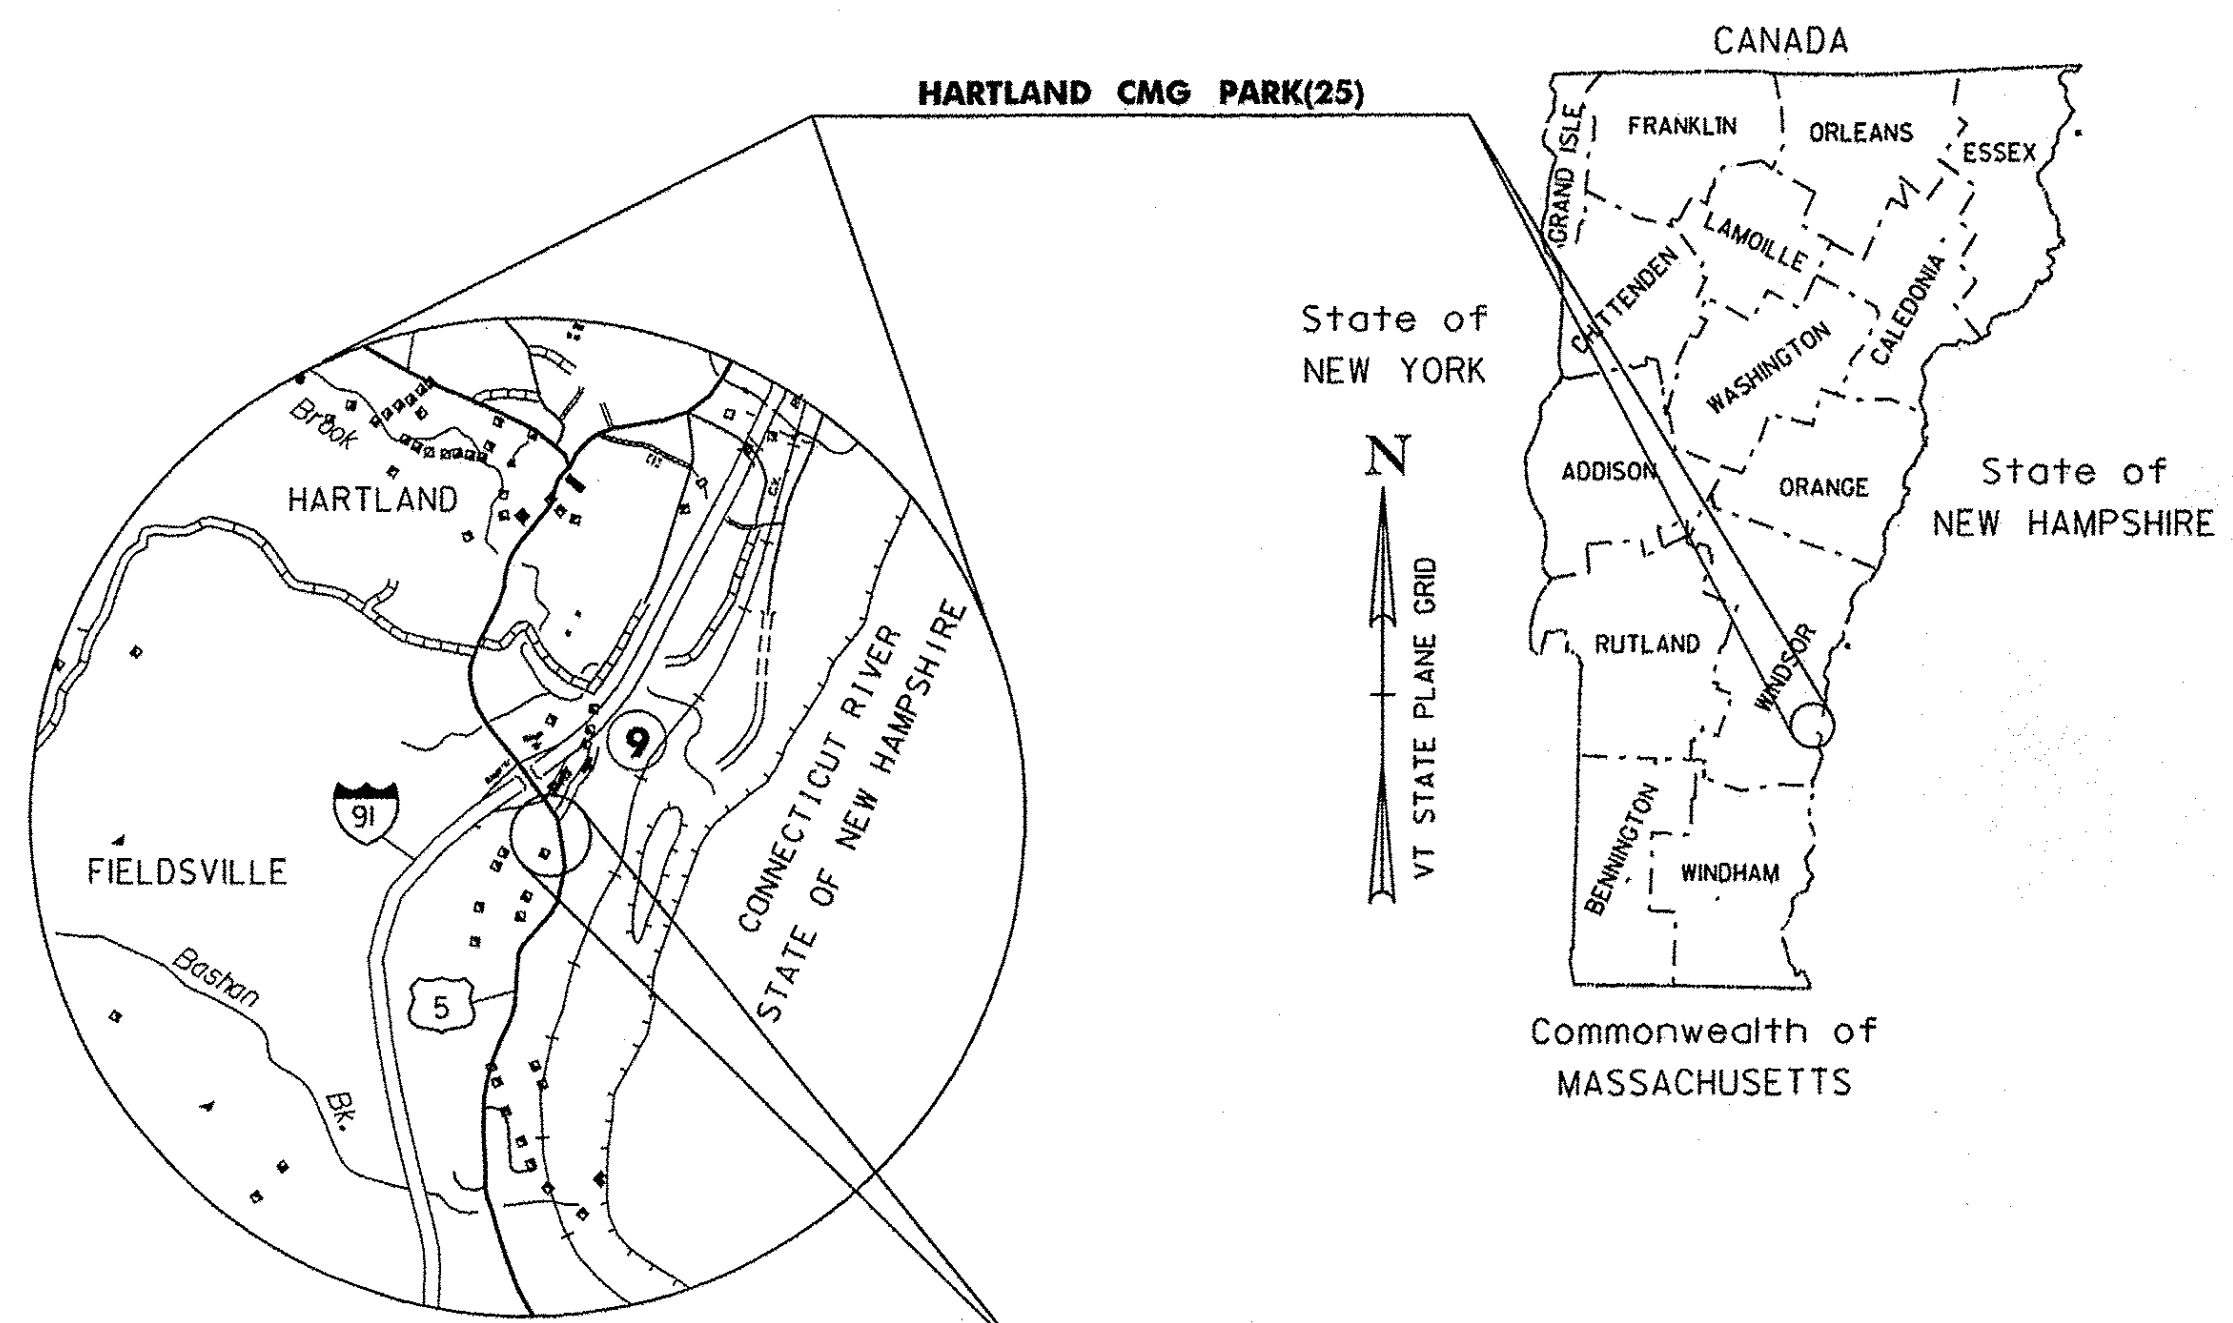 CANADA
HARTLAND CMG PARK(25)
GRAND ISLE
FRANKLIN
ORLEANS
ESSEX
LAMOILLE
CHITTENDEN
CALEDONIA
WASHINGTON
State of
NEW YORK
ADDISON
ORANGE
State of
NEW HAMPSHIRE
N
VT STATE PLANE GRID
RUTLAND
WINDSOR
BENNINGTON
WINDHAM
Commonwealth of
MASSACHUSETTS
Brook
HARTLAND
CONNECTICUT RIVER
STATE OF NEW HAMPSHIRE
9
91
FIELDSVILLE
Bashan
Bk.
5